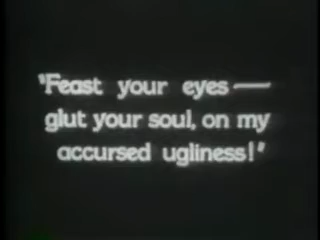 "Feast your eyes —
glut your soul, on my
accursed ugliness!"